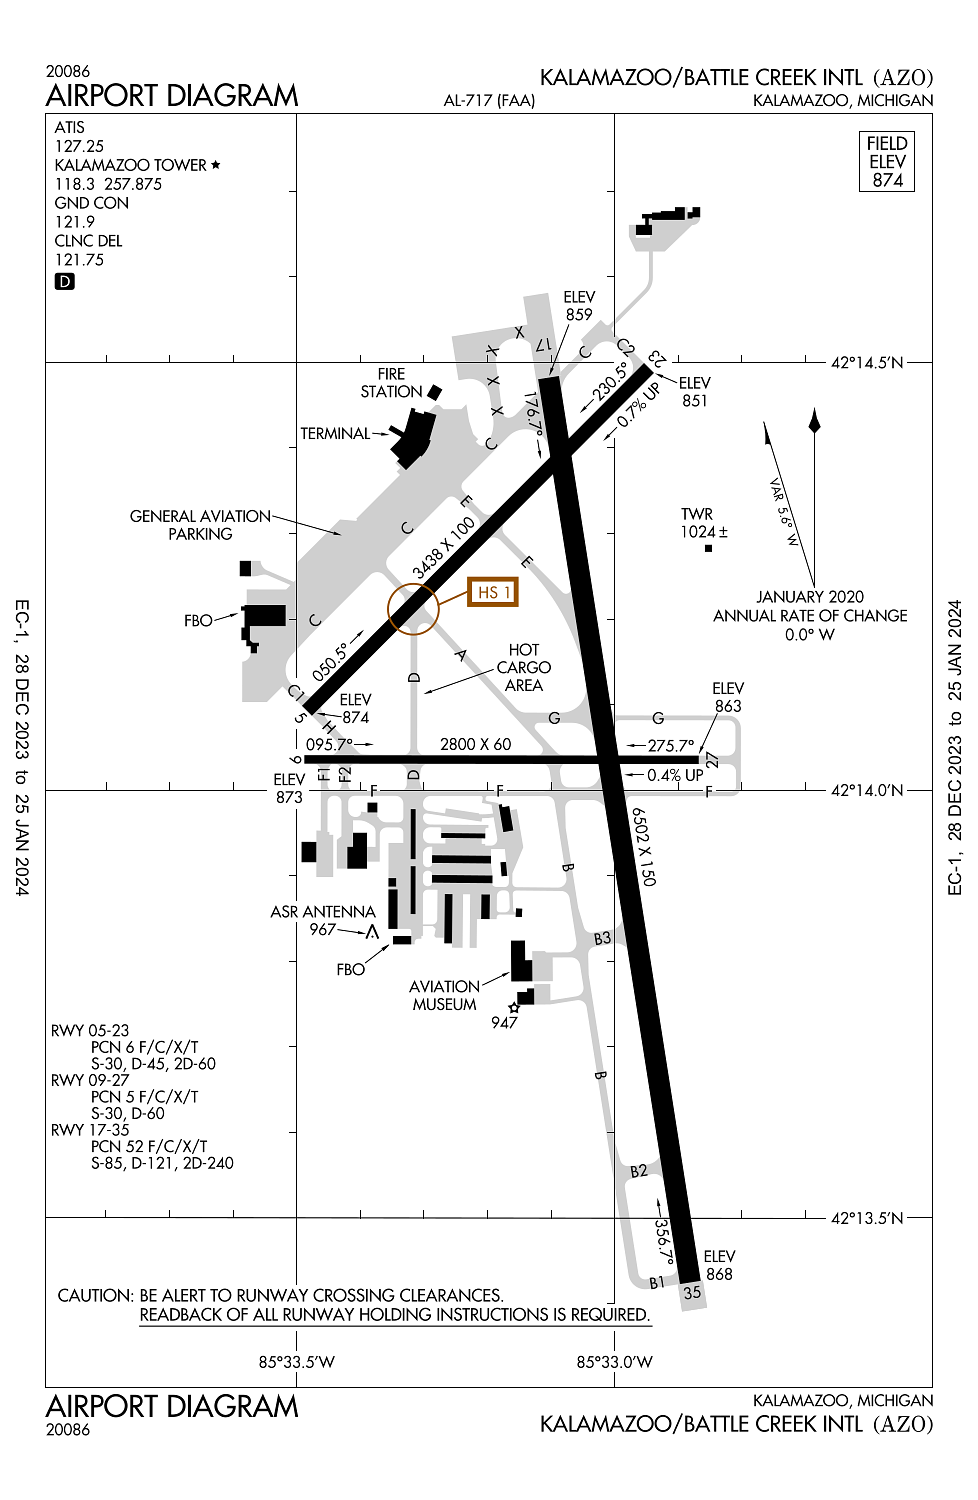 20086
AIRPORT DIAGRAM
AL-717 (FAA)
KALAMAZOO/BATTLE CREEK INTL (AZO)
KALAMAZOO, MICHIGAN
ATIS
127.25
KALAMAZOO TOWER ★
118.3 257.875
GND CON
121.9
CLNC DEL
121.75
D
FIELD
ELEV
874
ELEV
859
X
17
C
C2
23
X
X
X
42°14.5'N
FIRE
STATION
230.5°
ELEV
851
0.7% UP
176.7°
TERMINAL
C
VAR 5.6° W
E
GENERAL AVIATION
PARKING
C
3438 X 100
TWR
1024±
E
HS 1
JANUARY 2020
ANNUAL RATE OF CHANGE
0.0° W
FBO
C
050.5°
A
D
HOT
CARGO
AREA
C1
5
ELEV
874
H
G
G
ELEV
863
9
095.7°
2800 X 60
275.7°
27
F1
F2
D
0.4% UP
ELEV
873
F
F
F
42°14.0'N
6502 X 150
B
ASR ANTENNA
967
B3
FBO
AVIATION
MUSEUM
947
RWY 05-23
PCN 6 F/C/X/T
S-30, D-45, 2D-60
RWY 09-27
PCN 5 F/C/X/T
S-30, D-60
RWY 17-35
PCN 52 F/C/X/T
S-85, D-121, 2D-240
B
B2
42°13.5'N
356.7°
ELEV
868
B1
35
CAUTION: BE ALERT TO RUNWAY CROSSING CLEARANCES.
READBACK OF ALL RUNWAY HOLDING INSTRUCTIONS IS REQUIRED.
85°33.5'W
85°33.0'W
EC-1, 28 DEC 2023 to 25 JAN 2024
EC-1, 28 DEC 2023 to 25 JAN 2024
AIRPORT DIAGRAM
20086
KALAMAZOO, MICHIGAN
KALAMAZOO/BATTLE CREEK INTL (AZO)